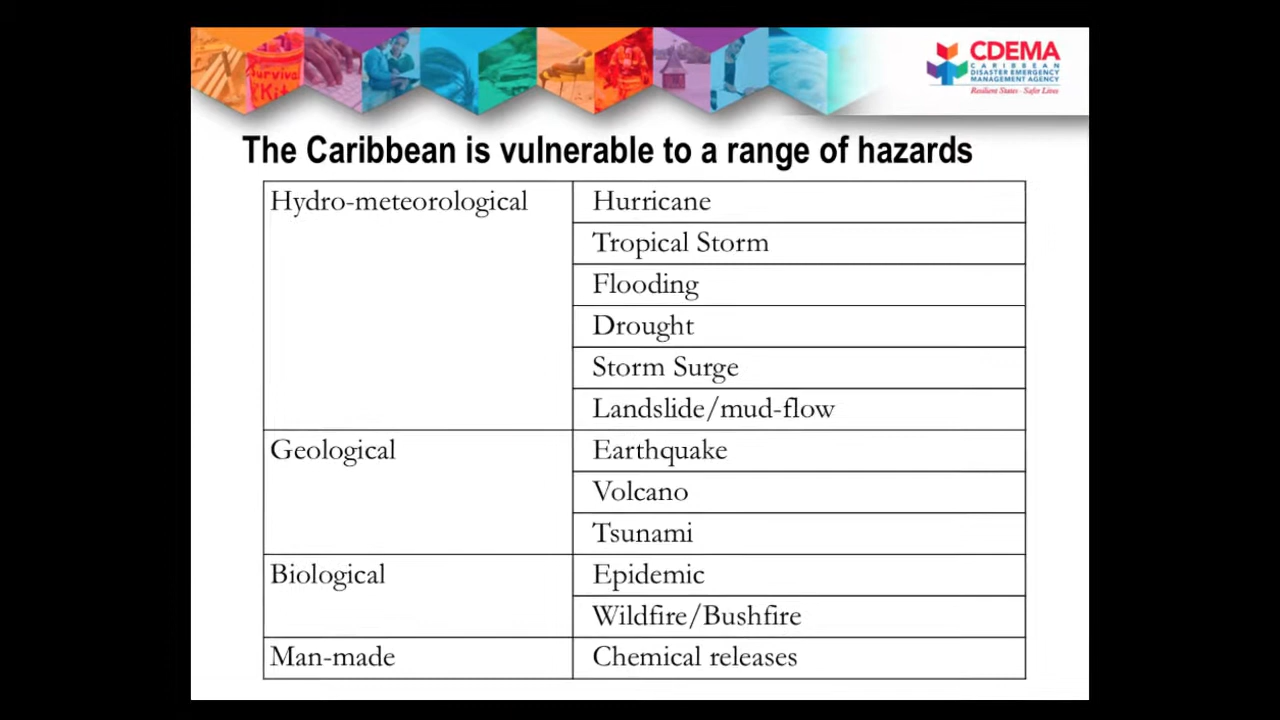 Survival
Kit
CDEMA
CARIBBEAN
DISASTER EMERGENCY
MANAGEMENT AGENCY
Resilient States - Safer Lives
The Caribbean is vulnerable to a range of hazards
Hydro-meteorological Hurricane
Tropical Storm
Flooding
Drought
Storm Surge
Landslide/mud-flow
Geological Earthquake
Volcano
Tsunami
Biological Epidemic
Wildfire/Bushfire
Man-made Chemical releases